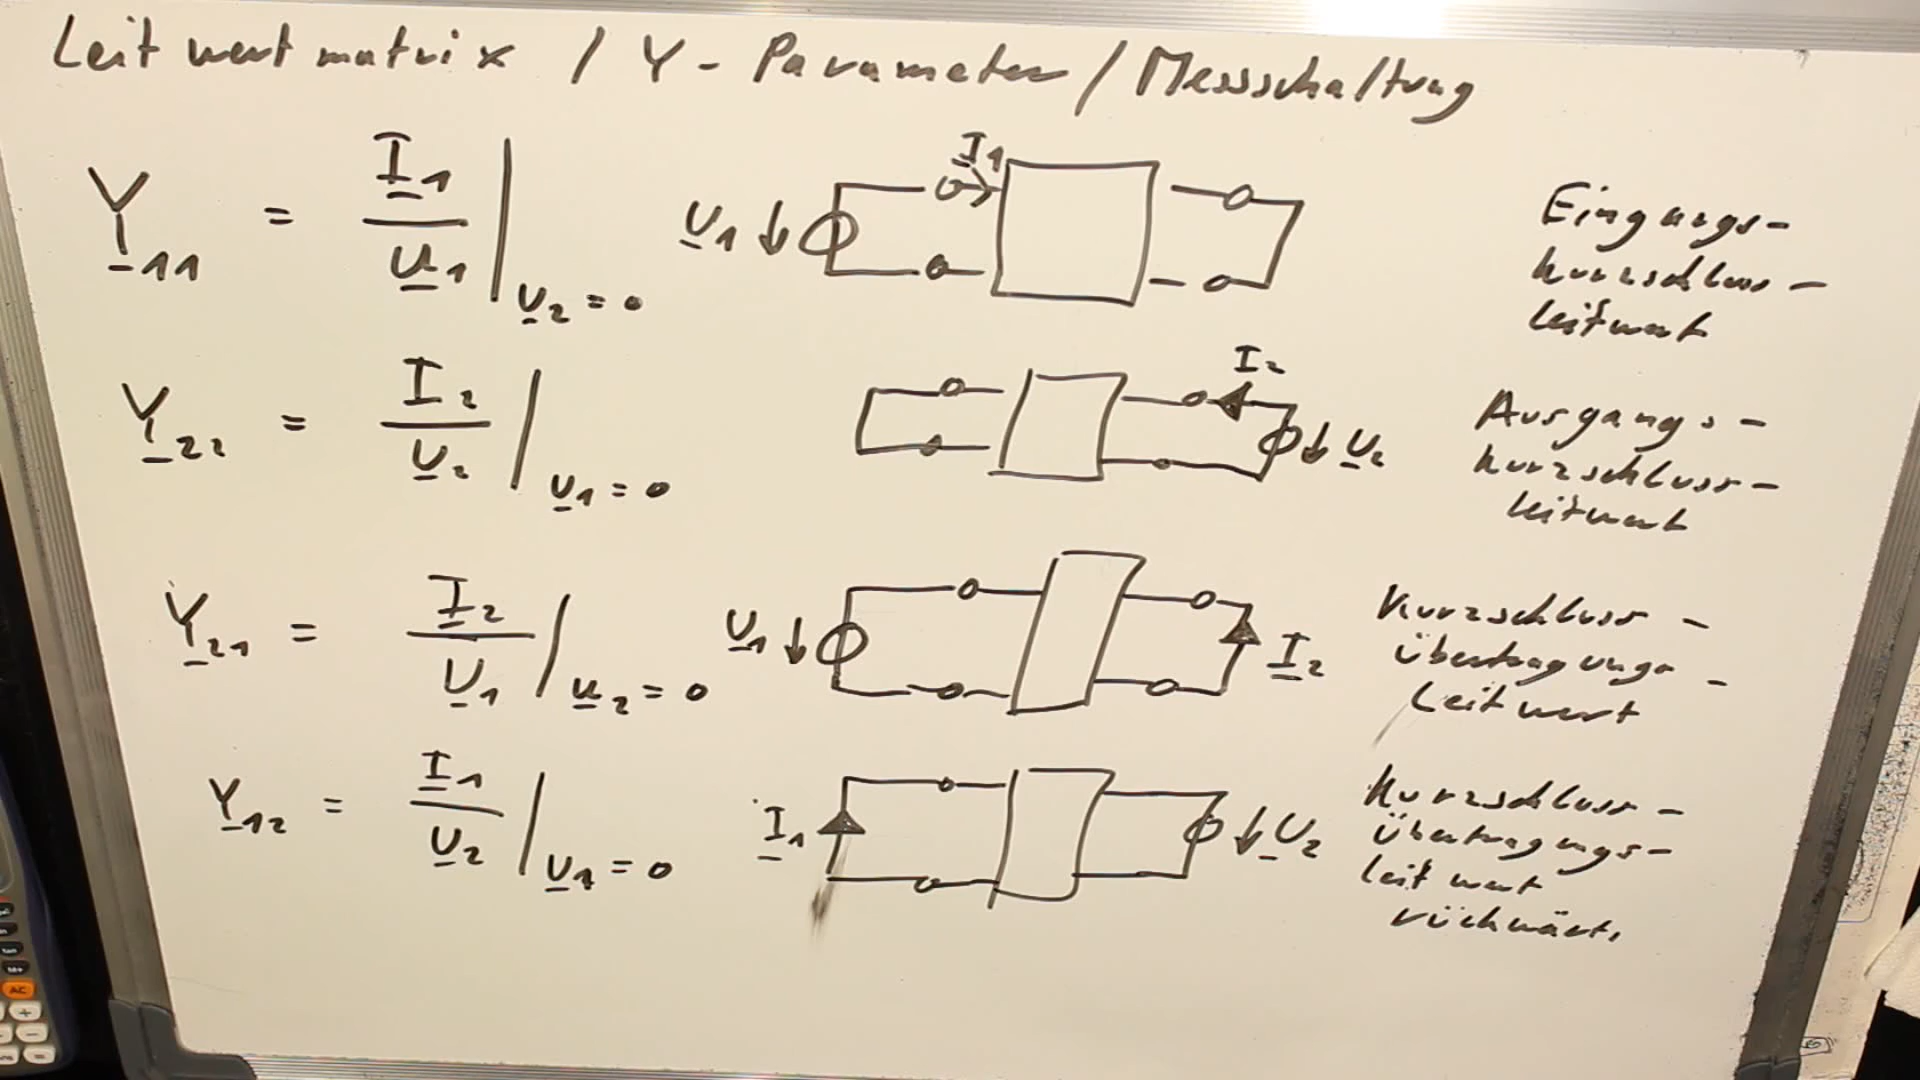 Leitwertmatrix / Y-Parameter / Messschaltung
Y11 = I1 / U1 | U2 = 0
I1
U1 ↓
Eingangs-
kurzschluss-
leitwert
Y22 = I2 / U2 | U1 = 0
I2
↓ U2
Ausgangs-
kurzschluss-
leitwert
Y21 = I2 / U1 | U2 = 0
U1 ↓
I2
Kurzschluss-
übertragungs-
Leitwert
Y12 = I1 / U2 | U1 = 0
I1
↓ U2
Kurzschluss-
übertragungs-
leitwert
rückwärts
AC
M+
tan
+
-
=